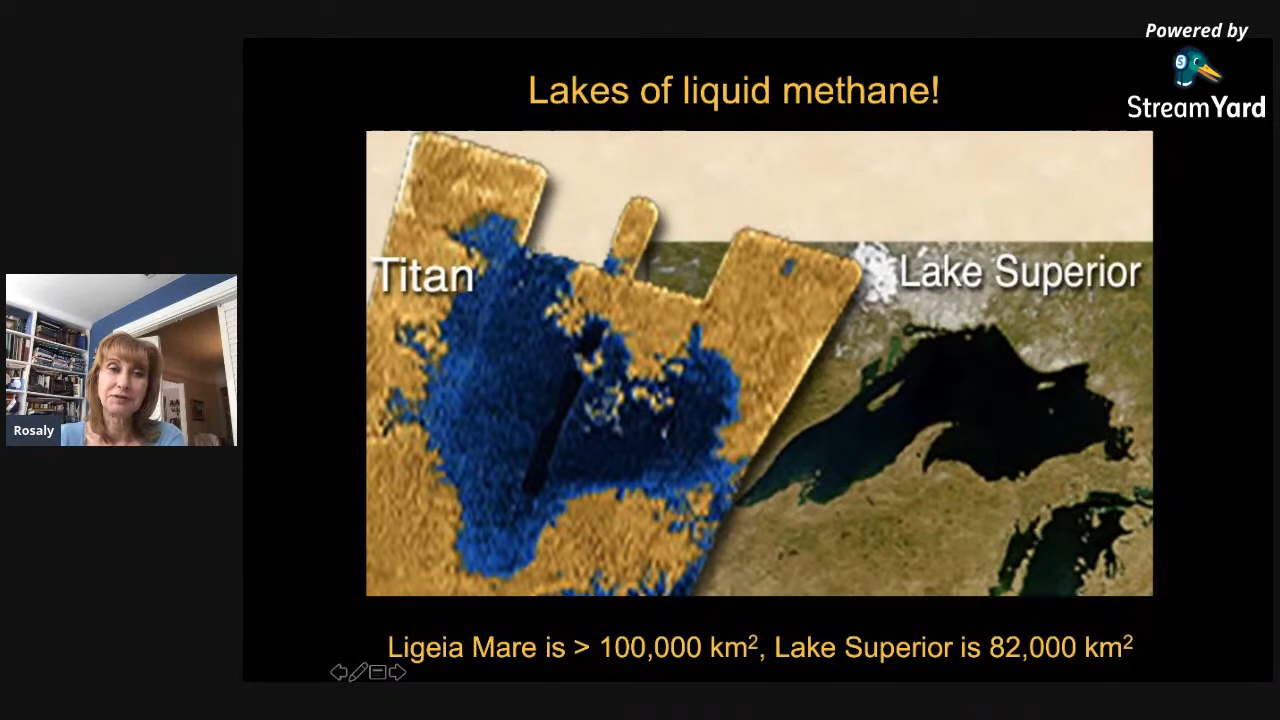 Powered by
StreamYard
Lakes of liquid methane!
Titan
Lake Superior
Rosaly
Ligeia Mare is > 100,000 km², Lake Superior is 82,000 km²